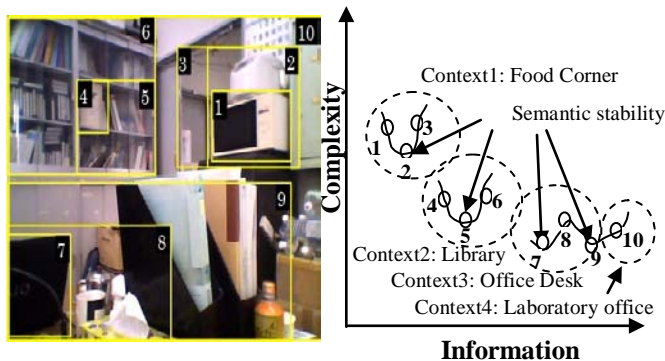 6
10
3
2
4
5
1
9
7
8
Complexity
Context1: Food Corner
Semantic stability
1
3
2
4
6
5
7
8
9
10
Context2: Library
Context3: Office Desk
Context4: Laboratory office
Information